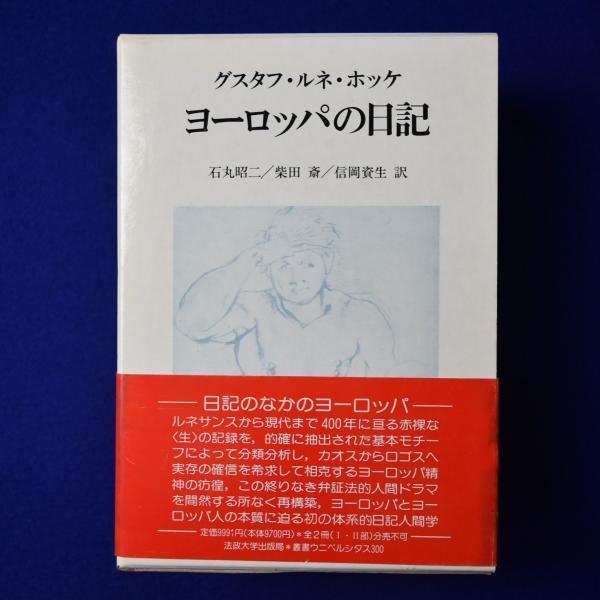 グスタフ・ルネ・ホッケ
ヨーロッパの日記
石丸昭二/柴田 斎/信岡資生 訳
日記のなかのヨーロッパ
ルネサンスから現代まで400年に亘る赤裸な
〈生〉の記録を,的確に抽出された基本モチー
フによって分類分析し,カオスからロゴスへ
実存の確信を希求して相克するヨーロッパ精
神の彷徨,この終りなき弁証法的人間ドラマ
を間然する所なく再構築,ヨーロッパとヨー
ロッパ人の本質に迫る初の体系的日記人間学
定価9991円(本体9700円)*全2冊(I・II部)分売不可
法政大学出版局*叢書ウニベルシタス300